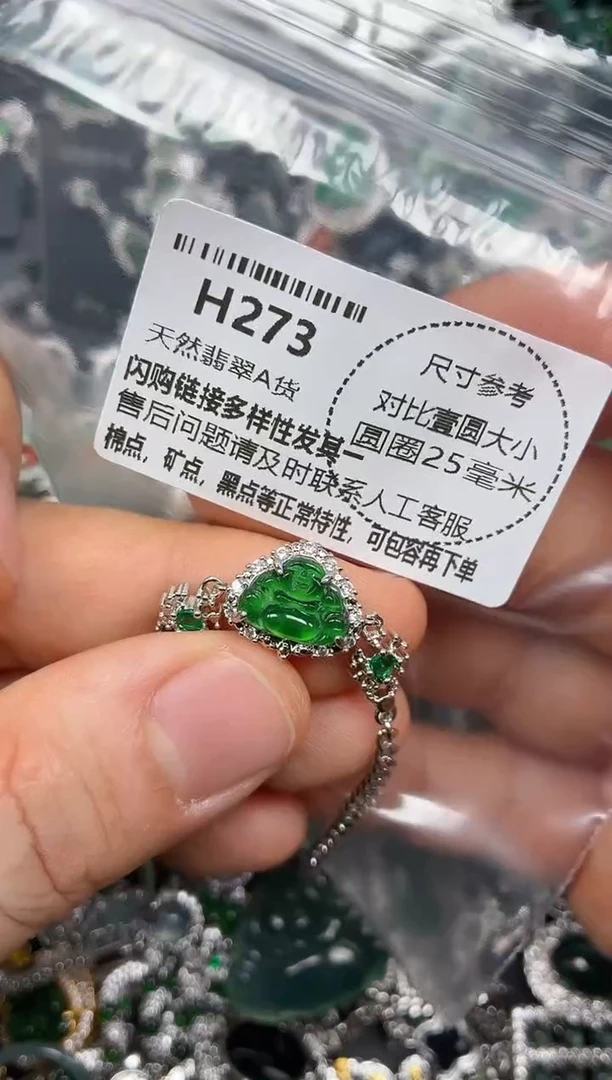 H273
天然翡翠A货
闪购链接多样性发其一
售后问题请及时联系人工客服
棉点，矿点，黑点等正常特性，可包容再下单
尺寸参考
对比壹圆大小
圆圈25毫米